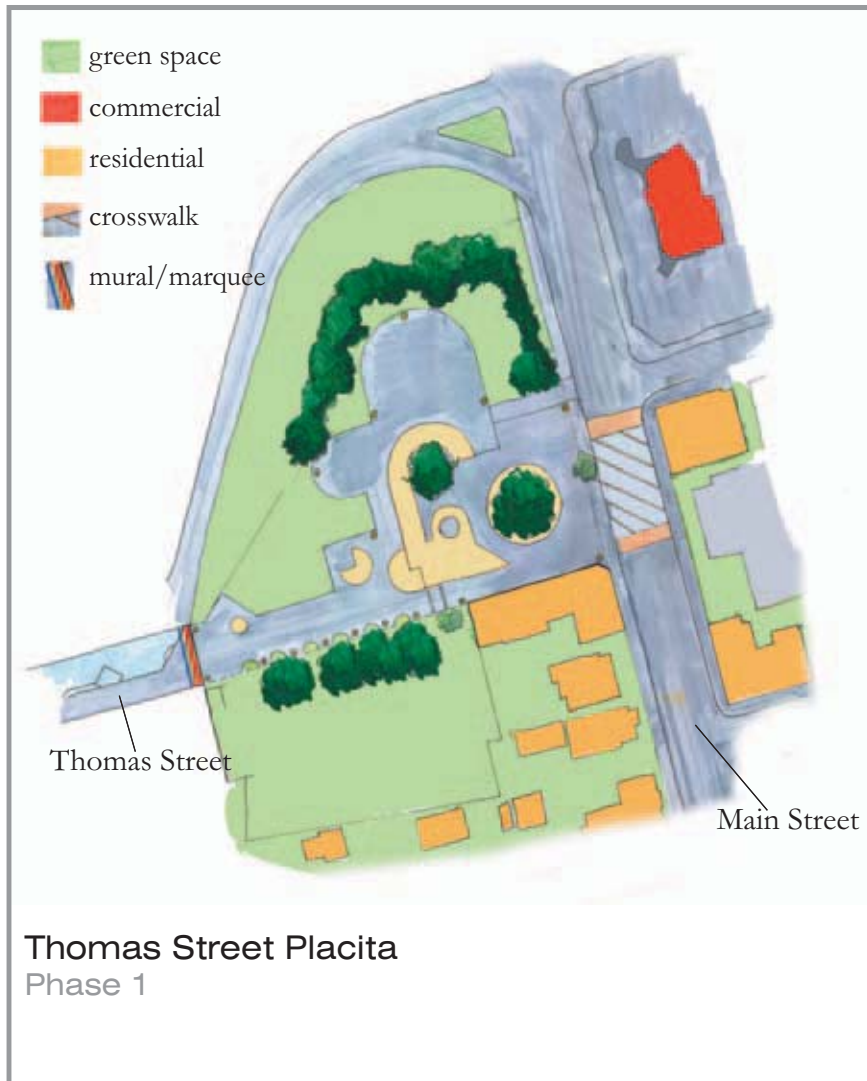 green space
commercial
residential
crosswalk
mural/marquee
Thomas Street
Main Street
Thomas Street Placita
Phase 1